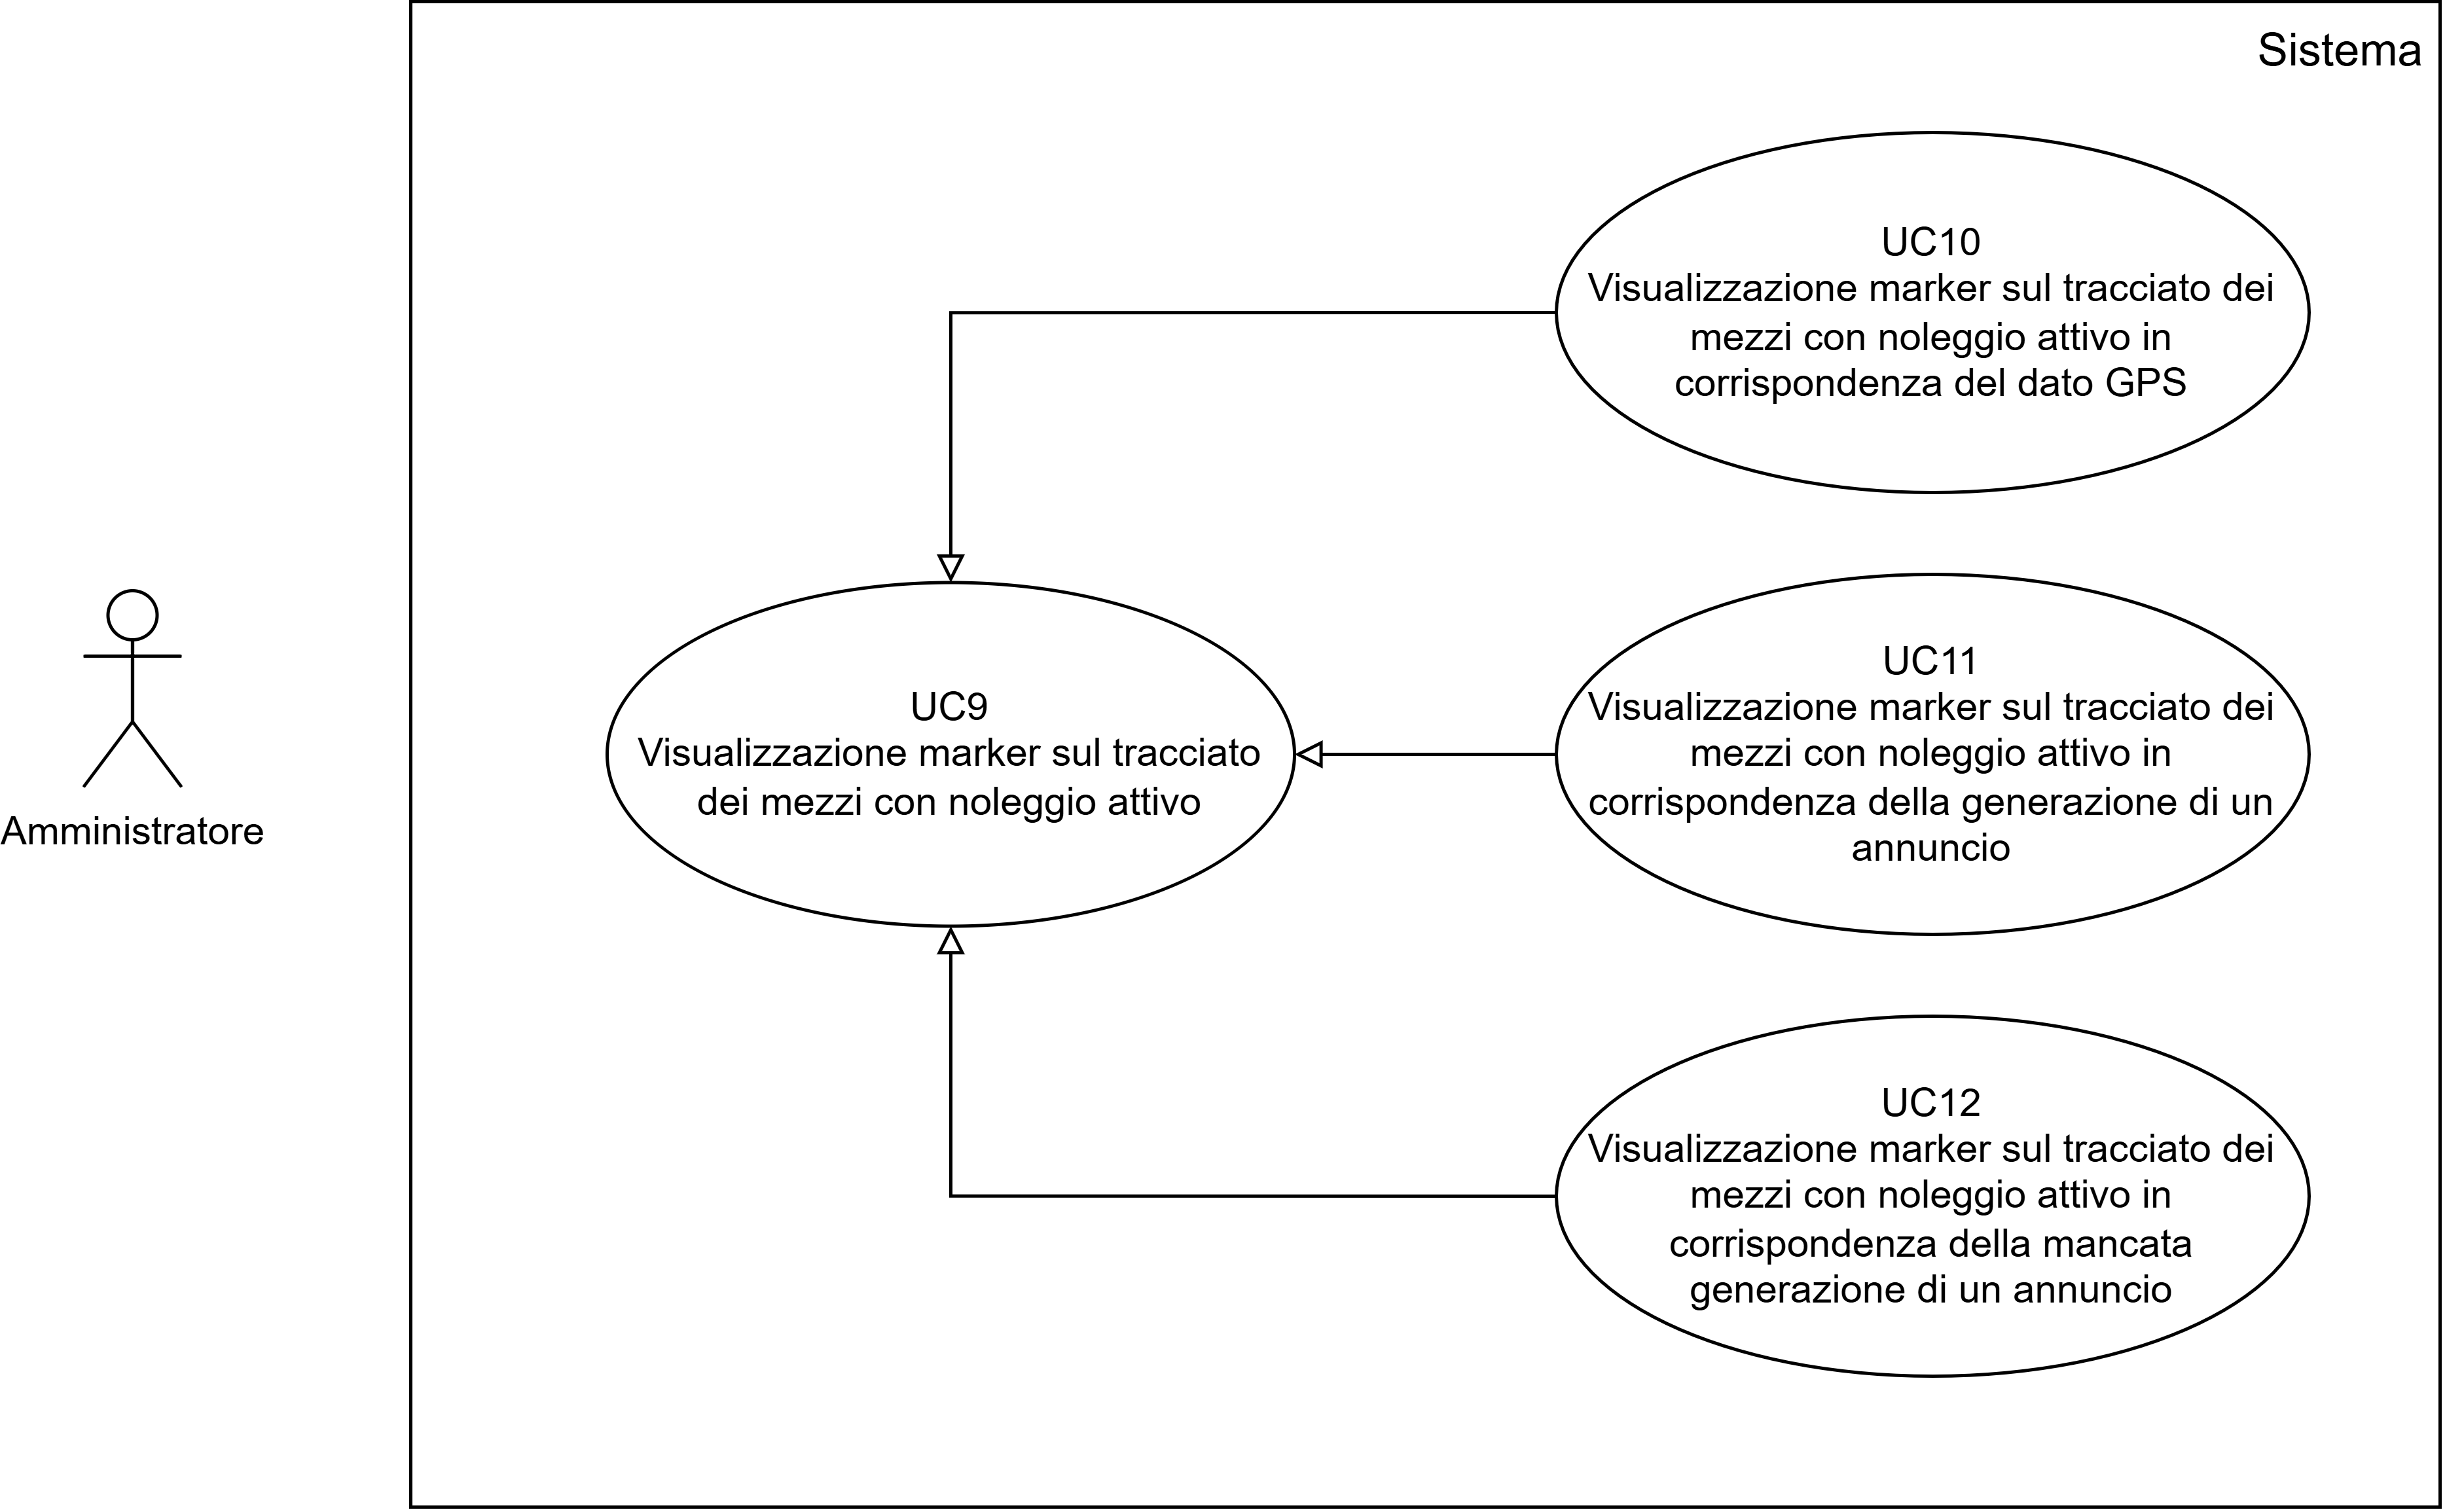 Sistema
UC10
Visualizzazione marker sul tracciato dei
mezzi con noleggio attivo in
corrispondenza del dato GPS
UC9
Visualizzazione marker sul tracciato
dei mezzi con noleggio attivo
UC11
Visualizzazione marker sul tracciato dei
mezzi con noleggio attivo in
corrispondenza della generazione di un
annuncio
Amministratore
UC12
Visualizzazione marker sul tracciato dei
mezzi con noleggio attivo in
corrispondenza della mancata
generazione di un annuncio